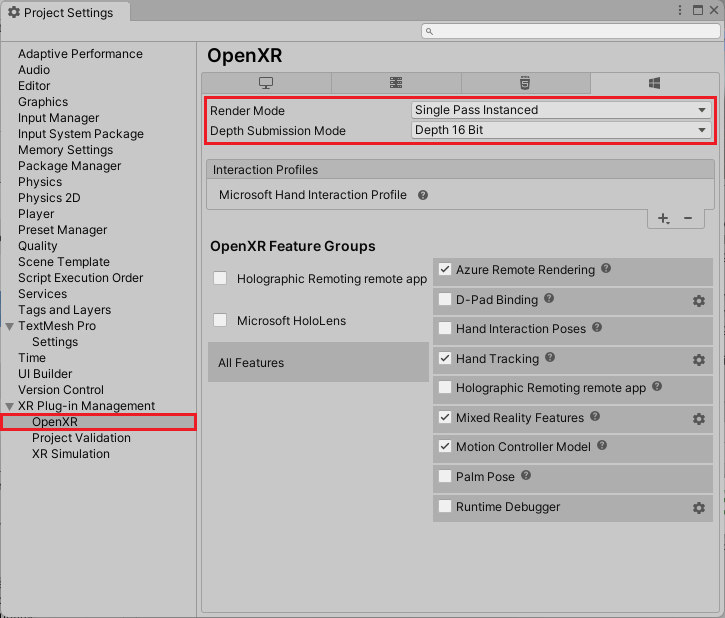 Project Settings
Adaptive Performance
Audio
Editor
Graphics
Input Manager
Input System Package
Memory Settings
Package Manager
Physics
Physics 2D
Player
Preset Manager
Quality
Scene Template
Script Execution Order
Services
Tags and Layers
TextMesh Pro
Settings
Time
UI Builder
Version Control
XR Plug-in Management
OpenXR
Project Validation
XR Simulation
OpenXR
Render Mode Single Pass Instanced
Depth Submission Mode Depth 16 Bit
Interaction Profiles
Microsoft Hand Interaction Profile
OpenXR Feature Groups
Holographic Remoting remote app
Microsoft HoloLens
All Features
Azure Remote Rendering
D-Pad Binding
Hand Interaction Poses
Hand Tracking
Holographic Remoting remote app
Mixed Reality Features
Motion Controller Model
Palm Pose
Runtime Debugger